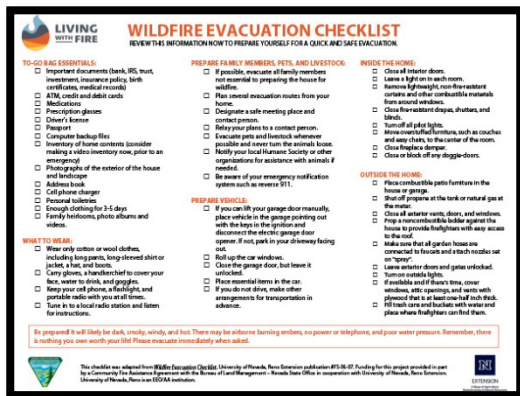 LIVING
WITH FIRE
WILDFIRE EVACUATION CHECKLIST
REVIEW THIS INFORMATION NOW TO PREPARE YOURSELF FOR A QUICK AND SAFE EVACUATION.
TO-GO BAG ESSENTIALS:
Important documents (bank, IRS, trust,
investment, insurance policy, birth
certificates, medical records)
ATM, credit and debit cards
Medications
Prescription glasses
Driver's license
Passport
Computer backup files
Inventory of home contents (consider
making a video inventory now, prior to an
emergency)
Photographs of the exterior of the house
and landscape
Address book
Cell phone charger
Personal toiletries
Enough clothing for 3-5 days
Family heirlooms, photo albums and
videos.
WHAT TO WEAR:
Wear only cotton or wool clothes,
including long pants, long-sleeved shirt or
jacket, a hat, and boots.
Carry gloves, a handkerchief to cover your
face, water to drink, and goggles.
Keep your cell phone, a flashlight, and
portable radio with you at all times.
Tune in to a local radio station and listen
for instructions.
PREPARE FAMILY MEMBERS, PETS, AND LIVESTOCK:
If possible, evacuate all family members
not essential to preparing the house for
wildfire.
Plan several evacuation routes from your
home.
Designate a safe meeting place and
contact person.
Relay your plans to a contact person.
Evacuate pets and livestock whenever
possible and never turn the animals loose.
Notify your local Humane Society or other
organizations for assistance with animals if
needed.
Be aware of your emergency notification
system such as reverse 911.
PREPARE VEHICLE:
If you can lift your garage door manually,
place vehicle in the garage pointing out
with the keys in the ignition and
disconnect the electric garage door
opener. If not, park in your driveway facing
out.
Roll up the car windows.
Close the garage door, but leave it
unlocked.
Place essential items in the car.
If you do not drive, make other
arrangements for transportation in
advance.
INSIDE THE HOME:
Close all interior doors.
Leave a light on in each room.
Remove lightweight, non-fire-resistant
curtains and other combustible materials
from around windows.
Close fire-resistant drapes, shutters, and
blinds.
Turn off all pilot lights.
Move overstuffed furniture, such as couches
and easy chairs, to the center of the room.
Close fireplace damper.
Close or block off any doggie-doors.
OUTSIDE THE HOME:
Place combustible patio furniture in the
house or garage.
Shut off propane at the tank or natural gas at
the meter.
Close all exterior vents, doors, and windows.
Prop a noncombustible ladder against the
house to provide firefighters with easy access
to the roof.
Make sure that all garden hoses are
connected to faucets and attach nozzles set
on "spray".
Leave exterior doors and gates unlocked.
Turn on outside lights.
If available and if there's time, cover
windows, attic openings, and vents with
plywood that is at least one-half inch thick.
Fill trash cans and buckets with water and
place where firefighters can find them.
Be prepared! It will likely be dark, smoky, windy, and hot. There may be airborne burning embers, no power or telephone, and poor water pressure. Remember, there
is nothing you own worth your life! Please evacuate immediately when asked.
This checklist was adapted from Wildfire Evacuation Checklist, University of Nevada, Reno Extension publication #FS-06-07. Funding for this project provided in part
by a Community Fire Assistance Agreement with the Bureau of Land Management – Nevada State Office in cooperation with University of Nevada, Reno Extension.
University of Nevada, Reno is an EEO/AA institution.
EXTENSION